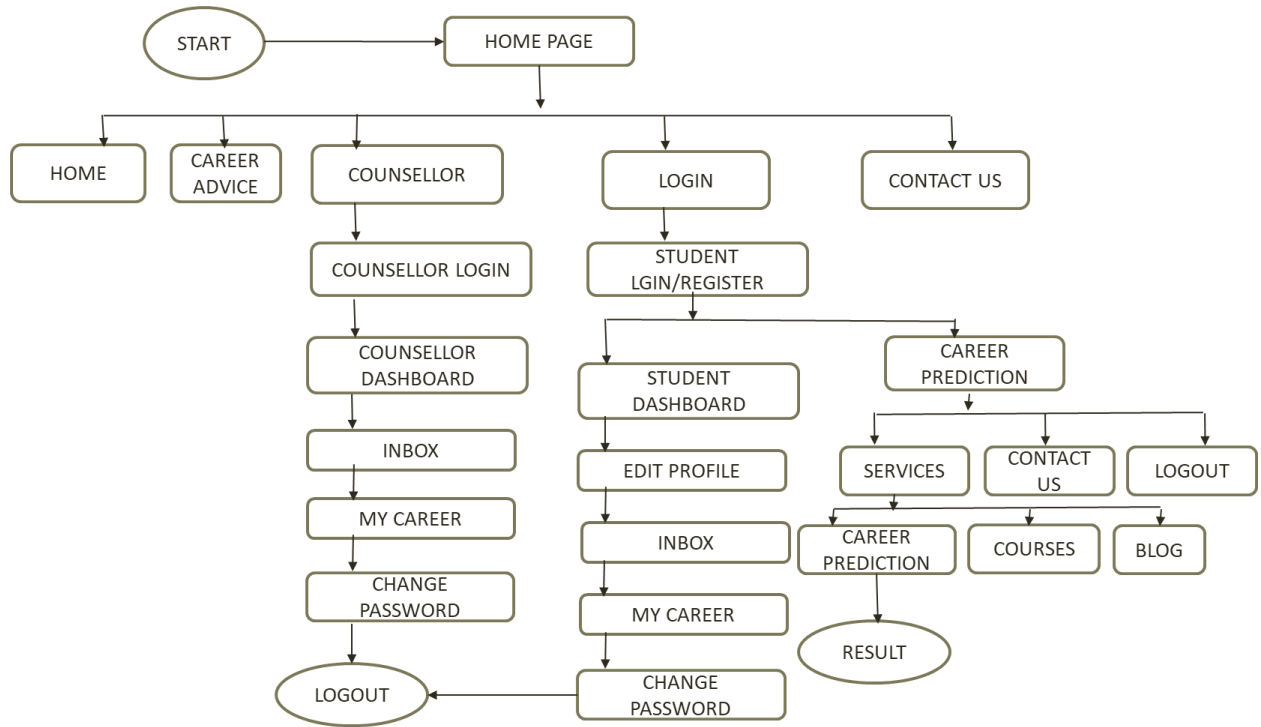 START
HOME PAGE
HOME
CAREER
ADVICE
COUNSELLOR
LOGIN
CONTACT US
COUNSELLOR LOGIN
STUDENT
LGIN/REGISTER
COUNSELLOR
DASHBOARD
STUDENT
DASHBOARD
CAREER
PREDICTION
INBOX
EDIT PROFILE
SERVICES
CONTACT
US
LOGOUT
MY CAREER
INBOX
CAREER
PREDICTION
COURSES
BLOG
CHANGE
PASSWORD
MY CAREER
RESULT
LOGOUT
CHANGE
PASSWORD